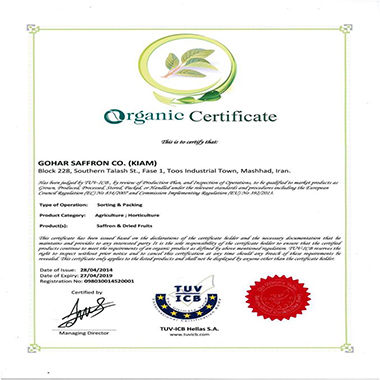 Organic Certificate
This is to certify that:
GOHAR SAFFRON CO. (KIAM)
Block 228, Southern Talash St., Fase 1, Toos Industrial Town, Mashhad, Iran.
Has been judged by TUV-ICB, by review of Production Plan, and Inspection of Operations, to be qualified to market products as
Grown, Produced, Processed, Stored, Packed, or Handled under the relevant standards and procedures including the European
Council Regulation (EC) No 834/2007 and Commission Implementing Regulation (EU) No 392/2013.
Type of Operation: Sorting & Packing
Product Category: Agriculture ; Horticulture
Product(s): Saffron & Dried Fruits
This certificate has been issued based on the declarations of the certificate holder and the necessary documentation that he
maintains and provides to any interested party. It is the sole responsibility of the certificate holder to ensure that the certified
products continue to meet the requirements of an organic product as defined by above mentioned regulation. TUV-ICB reserves the
right to inspect without prior notice and to cancel this certification at any time should any breach of these requirements be
revealed. This certificate only applies to the listed products and shall not be displayed by anyone other than the certificate holder.
Date of Issue: 28/04/2014
Date of Expiry: 27/04/2019
Registration No: 098030014520001
Certified by
Managing Director
TUV
ICB
TUV-ICB Hellas S.A.
www.tuvicb.com